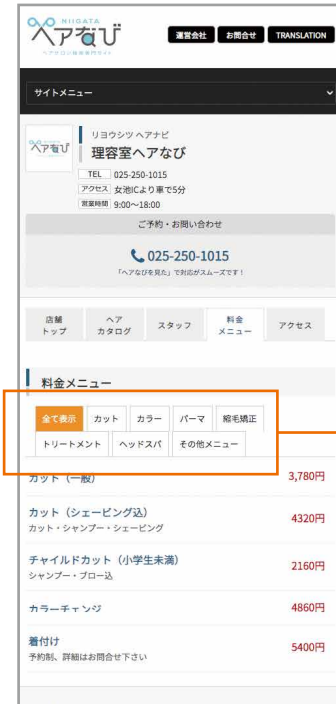 NIIGATA
ヘアなび
運営会社 お問合せ TRANSLATION
サイトメニュー
ヘアなび
リヨウシツ ヘアナビ
理容室ヘアなび
TEL 025-250-1015
アクセス 女池ICより車で5分
営業時間 9:00〜18:00
ご予約・お問い合わせ
025-250-1015
「ヘアなびを見た」で対応がスムーズです！
店舗トップ ヘアカタログ スタッフ 料金メニュー アクセス
料金メニュー
全て表示 カット カラー パーマ 縮毛矯正
トリートメント ヘッドスパ その他メニュー
カット（一般） 3,780円
カット（シェービング込） 4320円
カット・シャンプー・シェービング
チャイルドカット（小学生未満） 2160円
シャンプー・ブロー込
カラーチェンジ 4860円
着付け 5400円
予約制、詳細はお問合せ下さい